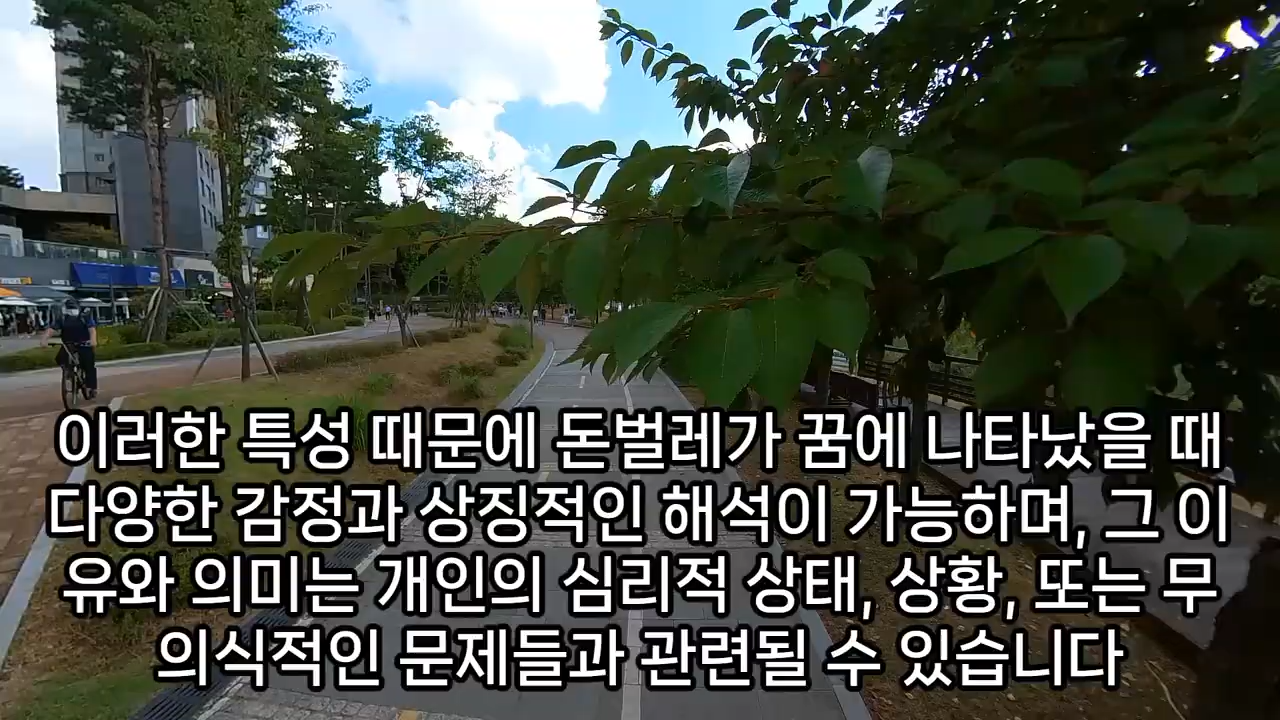 이러한 특성 때문에 돈벌레가 꿈에 나타났을 때
다양한 감정과 상징적인 해석이 가능하며, 그 이
유와 의미는 개인의 심리적 상태, 상황, 또는 무
의식적인 문제들과 관련될 수 있습니다